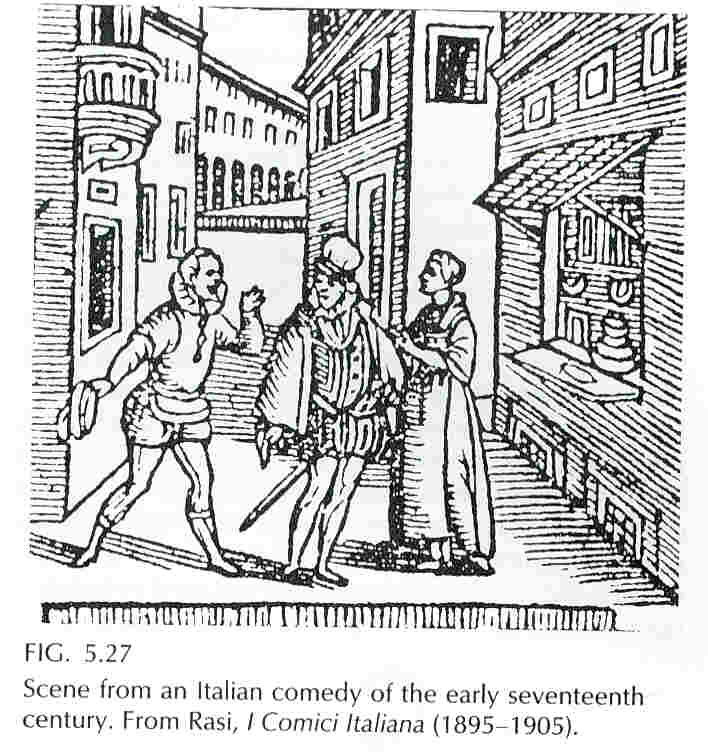 FIG. 5.27
Scene from an Italian comedy of the early seventeenth
century. From Rasi, I Comici Italiana (1895–1905).